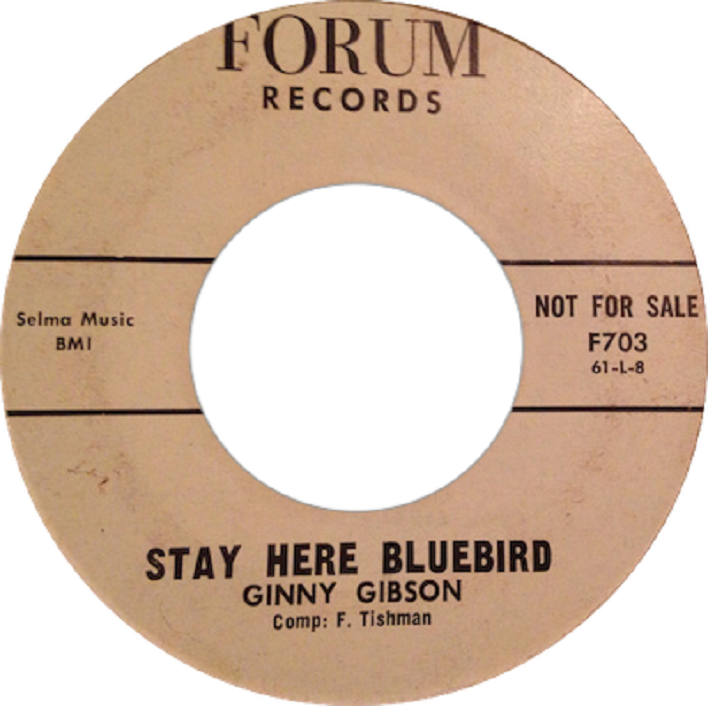 FORUM
RECORDS
Selma Music
BMI
NOT FOR SALE
F703
61-L-8
STAY HERE BLUEBIRD
GINNY GIBSON
Comp: F. Tishman